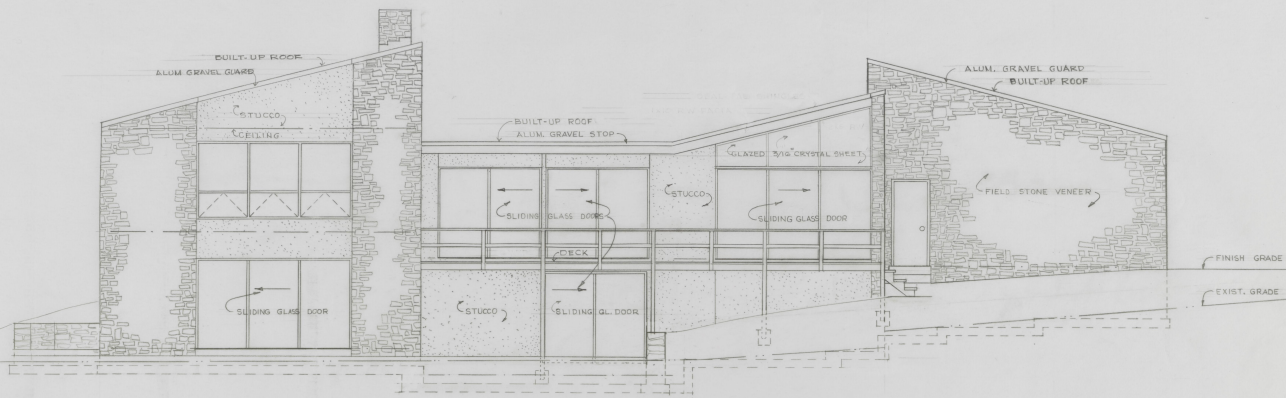 BUILT-UP ROOF
ALUM GRAVEL GUARD
STUCCO
CEILING
SLIDING GLASS DOOR
BUILT-UP ROOF
ALUM. GRAVEL STOP
SLIDING GLASS DOORS
DECK
STUCCO
SLIDING GL. DOOR
STUCCO
GLAZED 3/16" CRYSTAL SHEET
SLIDING GLASS DOOR
ALUM. GRAVEL GUARD
BUILT-UP ROOF
FIELD STONE VENEER
FINISH GRADE
EXIST. GRADE